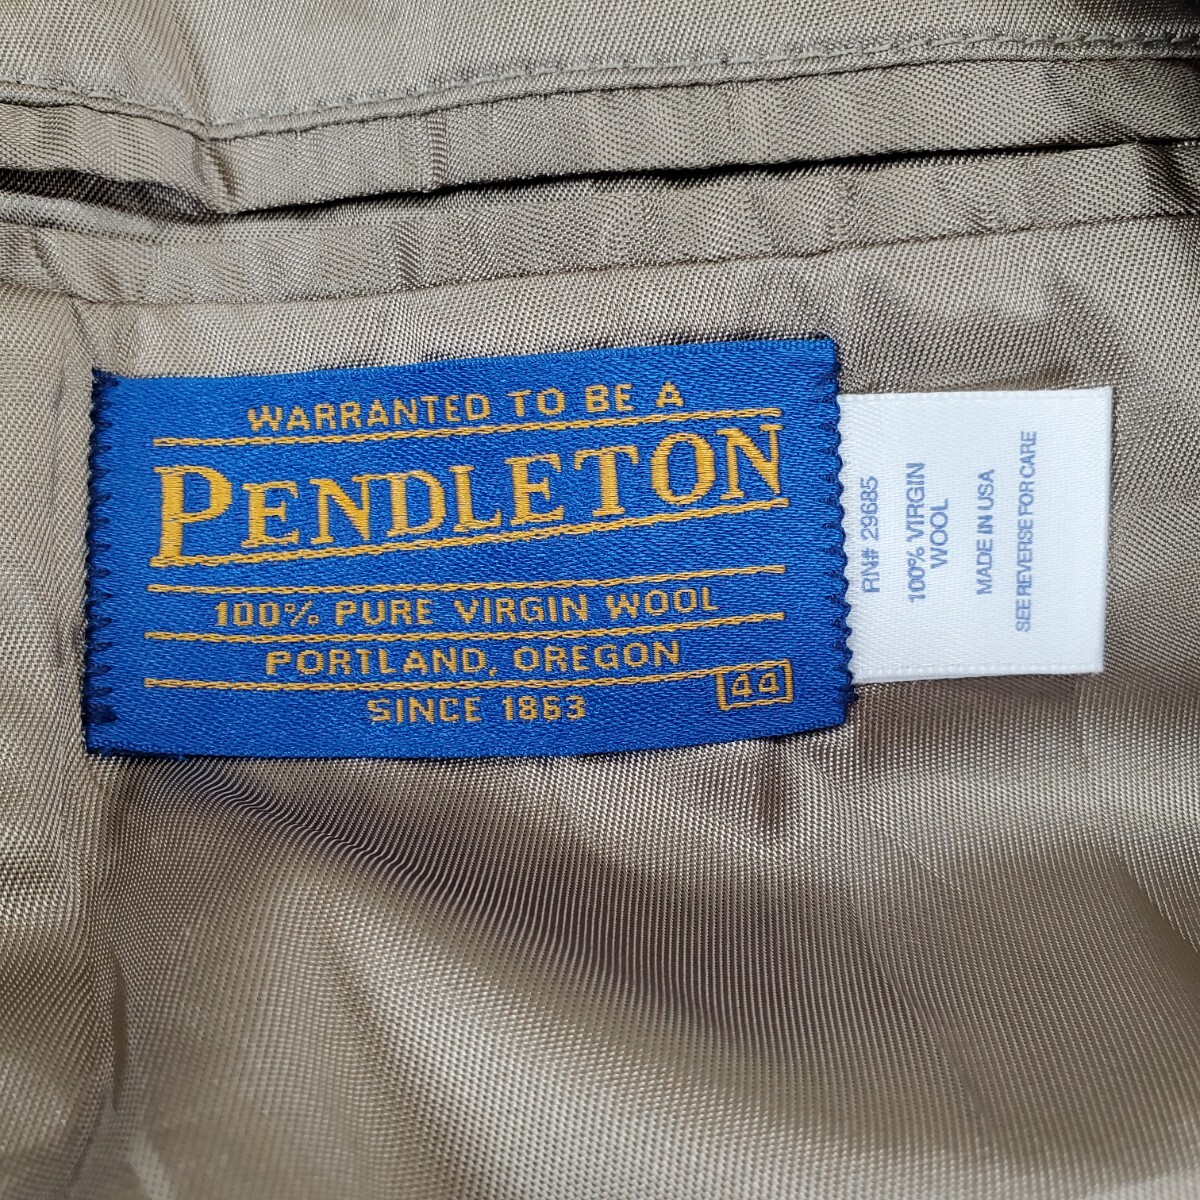 WARRANTED TO BE A
PENDLETON
100% PURE VIRGIN WOOL
PORTLAND, OREGON
SINCE 1863
44
RN# 29685
100% VIRGIN
WOOL
MADE IN USA
SEE REVERSE FOR CARE